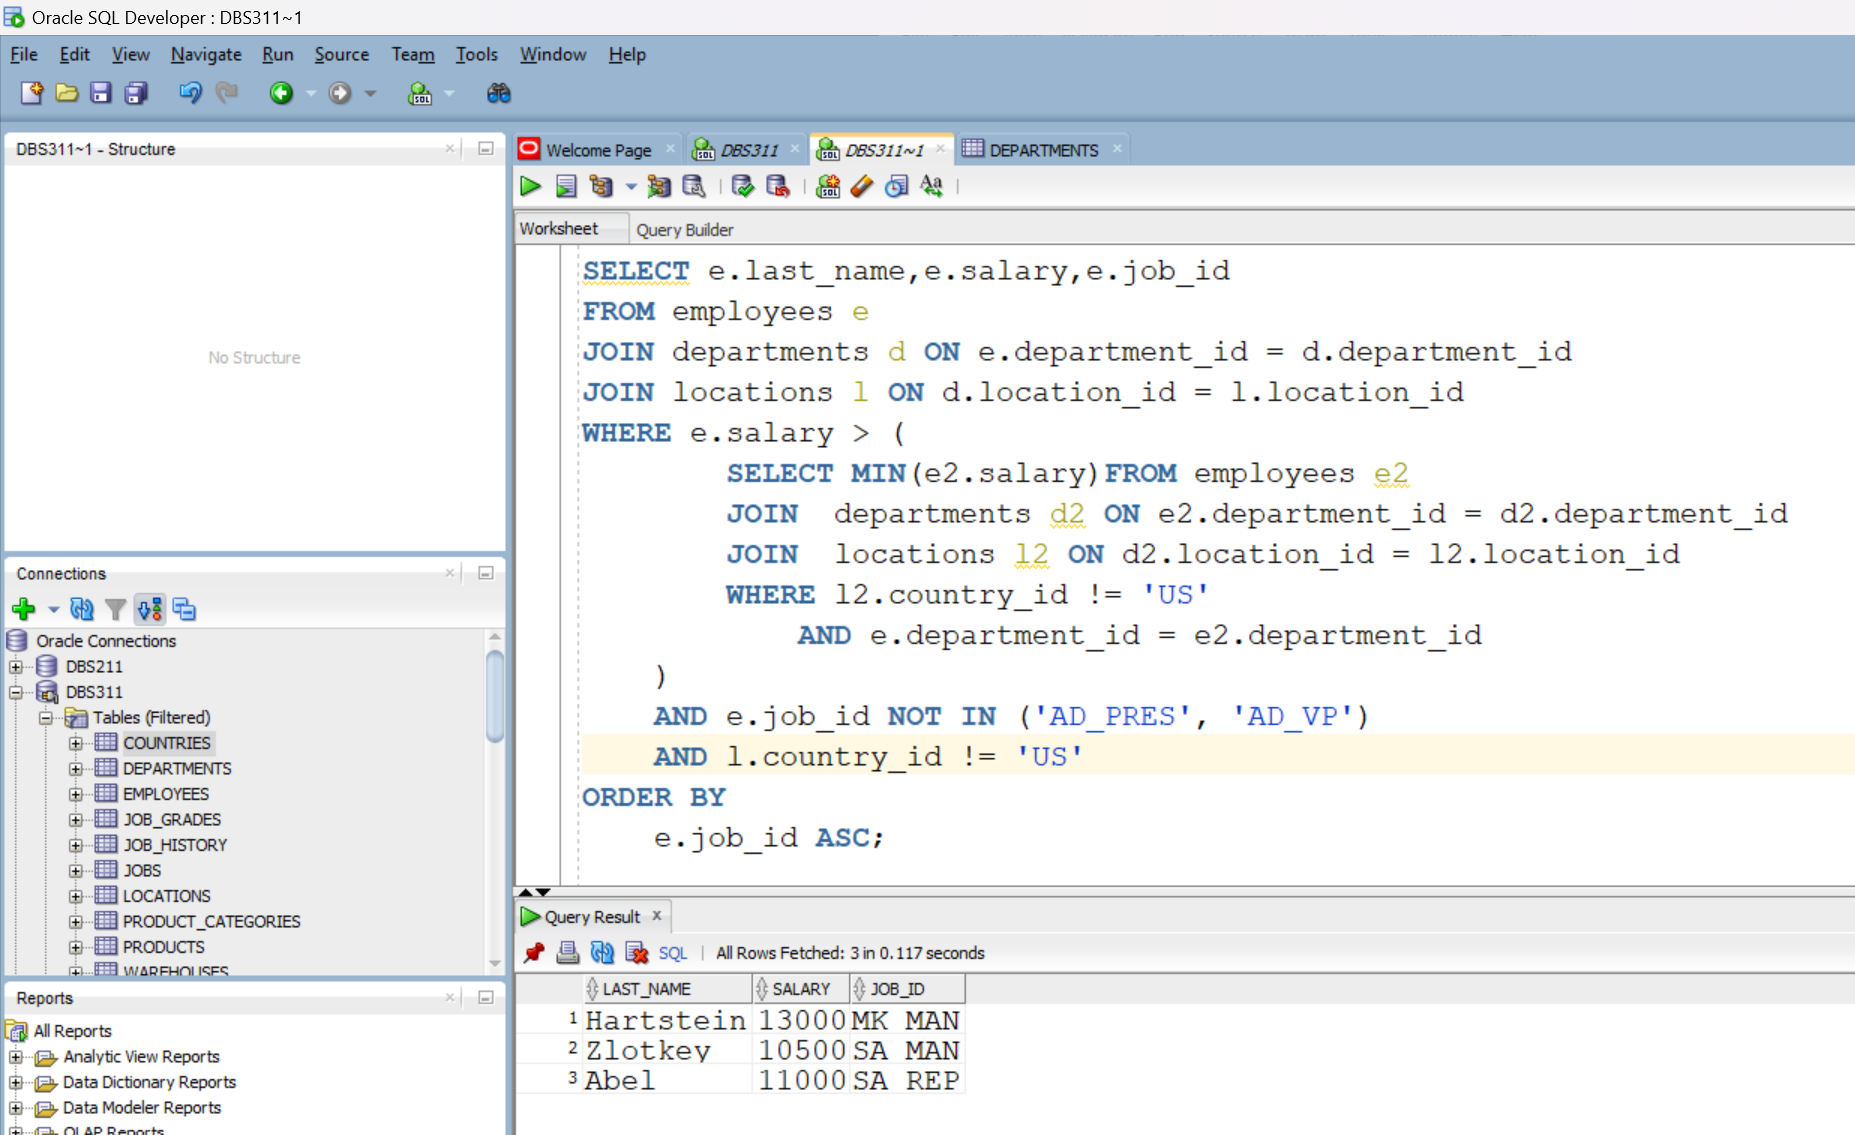 Oracle SQL Developer : DBS311~1
File Edit View Navigate Run Source Team Tools Window Help
DBS311~1 - Structure
No Structure
Connections
Oracle Connections
DBS211
DBS311
Tables (Filtered)
COUNTRIES
DEPARTMENTS
EMPLOYEES
JOB_GRADES
JOB_HISTORY
JOBS
LOCATIONS
PRODUCT_CATEGORIES
PRODUCTS
WAREHOUSES
Reports
All Reports
Analytic View Reports
Data Dictionary Reports
Data Modeler Reports
OLAP Reports
Welcome Page DBS311 DBS311~1 DEPARTMENTS
Worksheet Query Builder
SELECT e.last_name,e.salary,e.job_id
FROM employees e
JOIN departments d ON e.department_id = d.department_id
JOIN locations l ON d.location_id = l.location_id
WHERE e.salary > (
SELECT MIN(e2.salary)FROM employees e2
JOIN departments d2 ON e2.department_id = d2.department_id
JOIN locations l2 ON d2.location_id = l2.location_id
WHERE l2.country_id != 'US'
AND e.department_id = e2.department_id
)
AND e.job_id NOT IN ('AD_PRES', 'AD_VP')
AND l.country_id != 'US'
ORDER BY
e.job_id ASC;
Query Result
SQL All Rows Fetched: 3 in 0.117 seconds
LAST_NAME SALARY JOB_ID
1 Hartstein 13000 MK_MAN
2 Zlotkey 10500 SA_MAN
3 Abel 11000 SA_REP